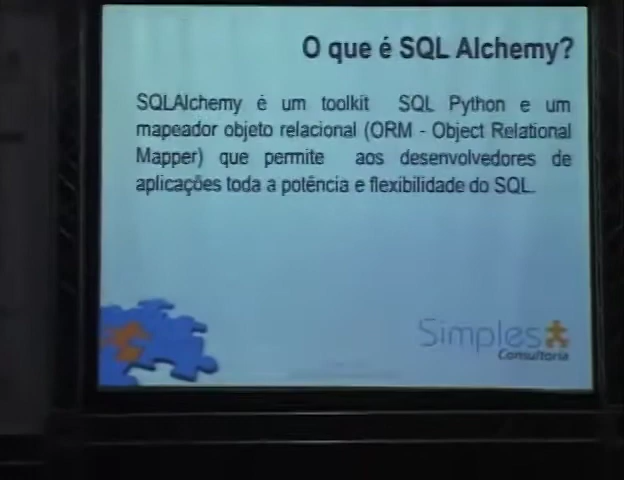 O que é SQL Alchemy?
SQLAlchemy é um toolkit SQL Python e um
mapeador objeto relacional (ORM - Object Relational
Mapper) que permite aos desenvolvedores de
aplicações toda a potência e flexibilidade do SQL.
Simples
Consultoria